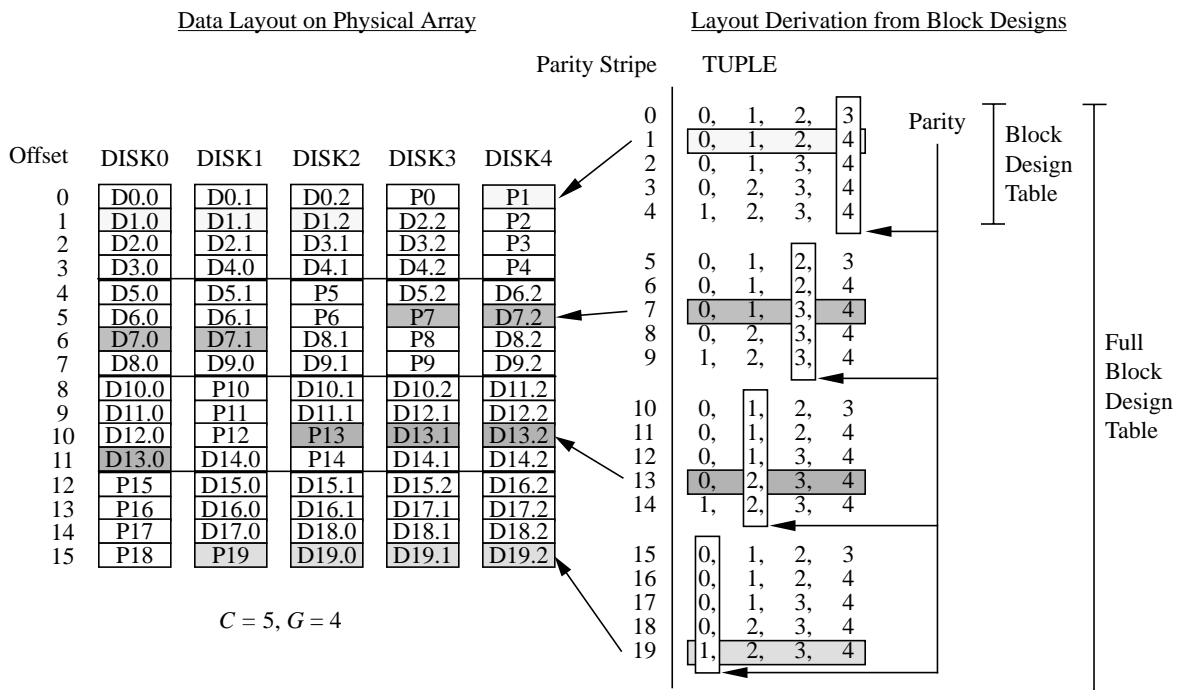 Data Layout on Physical Array
Offset DISK0 DISK1 DISK2 DISK3 DISK4
0 D0.0 D0.1 D0.2 P0 P1
1 D1.0 D1.1 D1.2 D2.2 P2
2 D2.0 D2.1 D3.1 D3.2 P3
3 D3.0 D4.0 D4.1 D4.2 P4
4 D5.0 D5.1 P5 D5.2 D6.2
5 D6.0 D6.1 P6 P7 D7.2
6 D7.0 D7.1 D8.1 P8 D8.2
7 D8.0 D9.0 D9.1 P9 D9.2
8 D10.0 P10 D10.1 D10.2 D11.2
9 D11.0 P11 D11.1 D12.1 D12.2
10 D12.0 P12 P13 D13.1 D13.2
11 D13.0 D14.0 P14 D14.1 D14.2
12 P15 D15.0 D15.1 D15.2 D16.2
13 P16 D16.0 D16.1 D17.1 D17.2
14 P17 D17.0 D18.0 D18.1 D18.2
15 P18 P19 D19.0 D19.1 D19.2
C = 5, G = 4
Layout Derivation from Block Designs
Parity Stripe TUPLE
0 0, 1, 2, 3
1 0, 1, 2, 4
2 0, 1, 3, 4
3 0, 2, 3, 4
4 1, 2, 3, 4
5 0, 1, 2, 3
6 0, 1, 2, 4
7 0, 1, 3, 4
8 0, 2, 3, 4
9 1, 2, 3, 4
10 0, 1, 2, 3
11 0, 1, 2, 4
12 0, 1, 3, 4
13 0, 2, 3, 4
14 1, 2, 3, 4
15 0, 1, 2, 3
16 0, 1, 2, 4
17 0, 1, 3, 4
18 0, 2, 3, 4
19 1, 2, 3, 4
Parity
Block
Design
Table
Full
Block
Design
Table